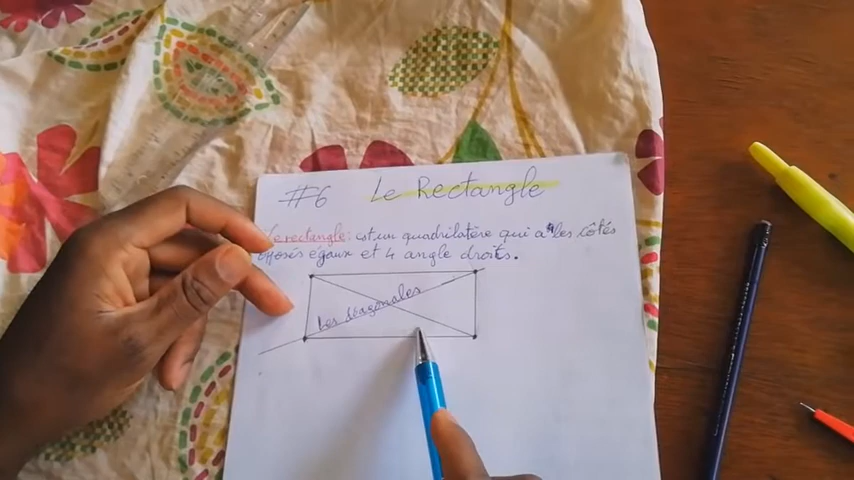 #6 Le Rectangle
Le rectangle : est un quadrilatère qui a les côtés
opposés égaux et 4 angle droits.
Les diagonales